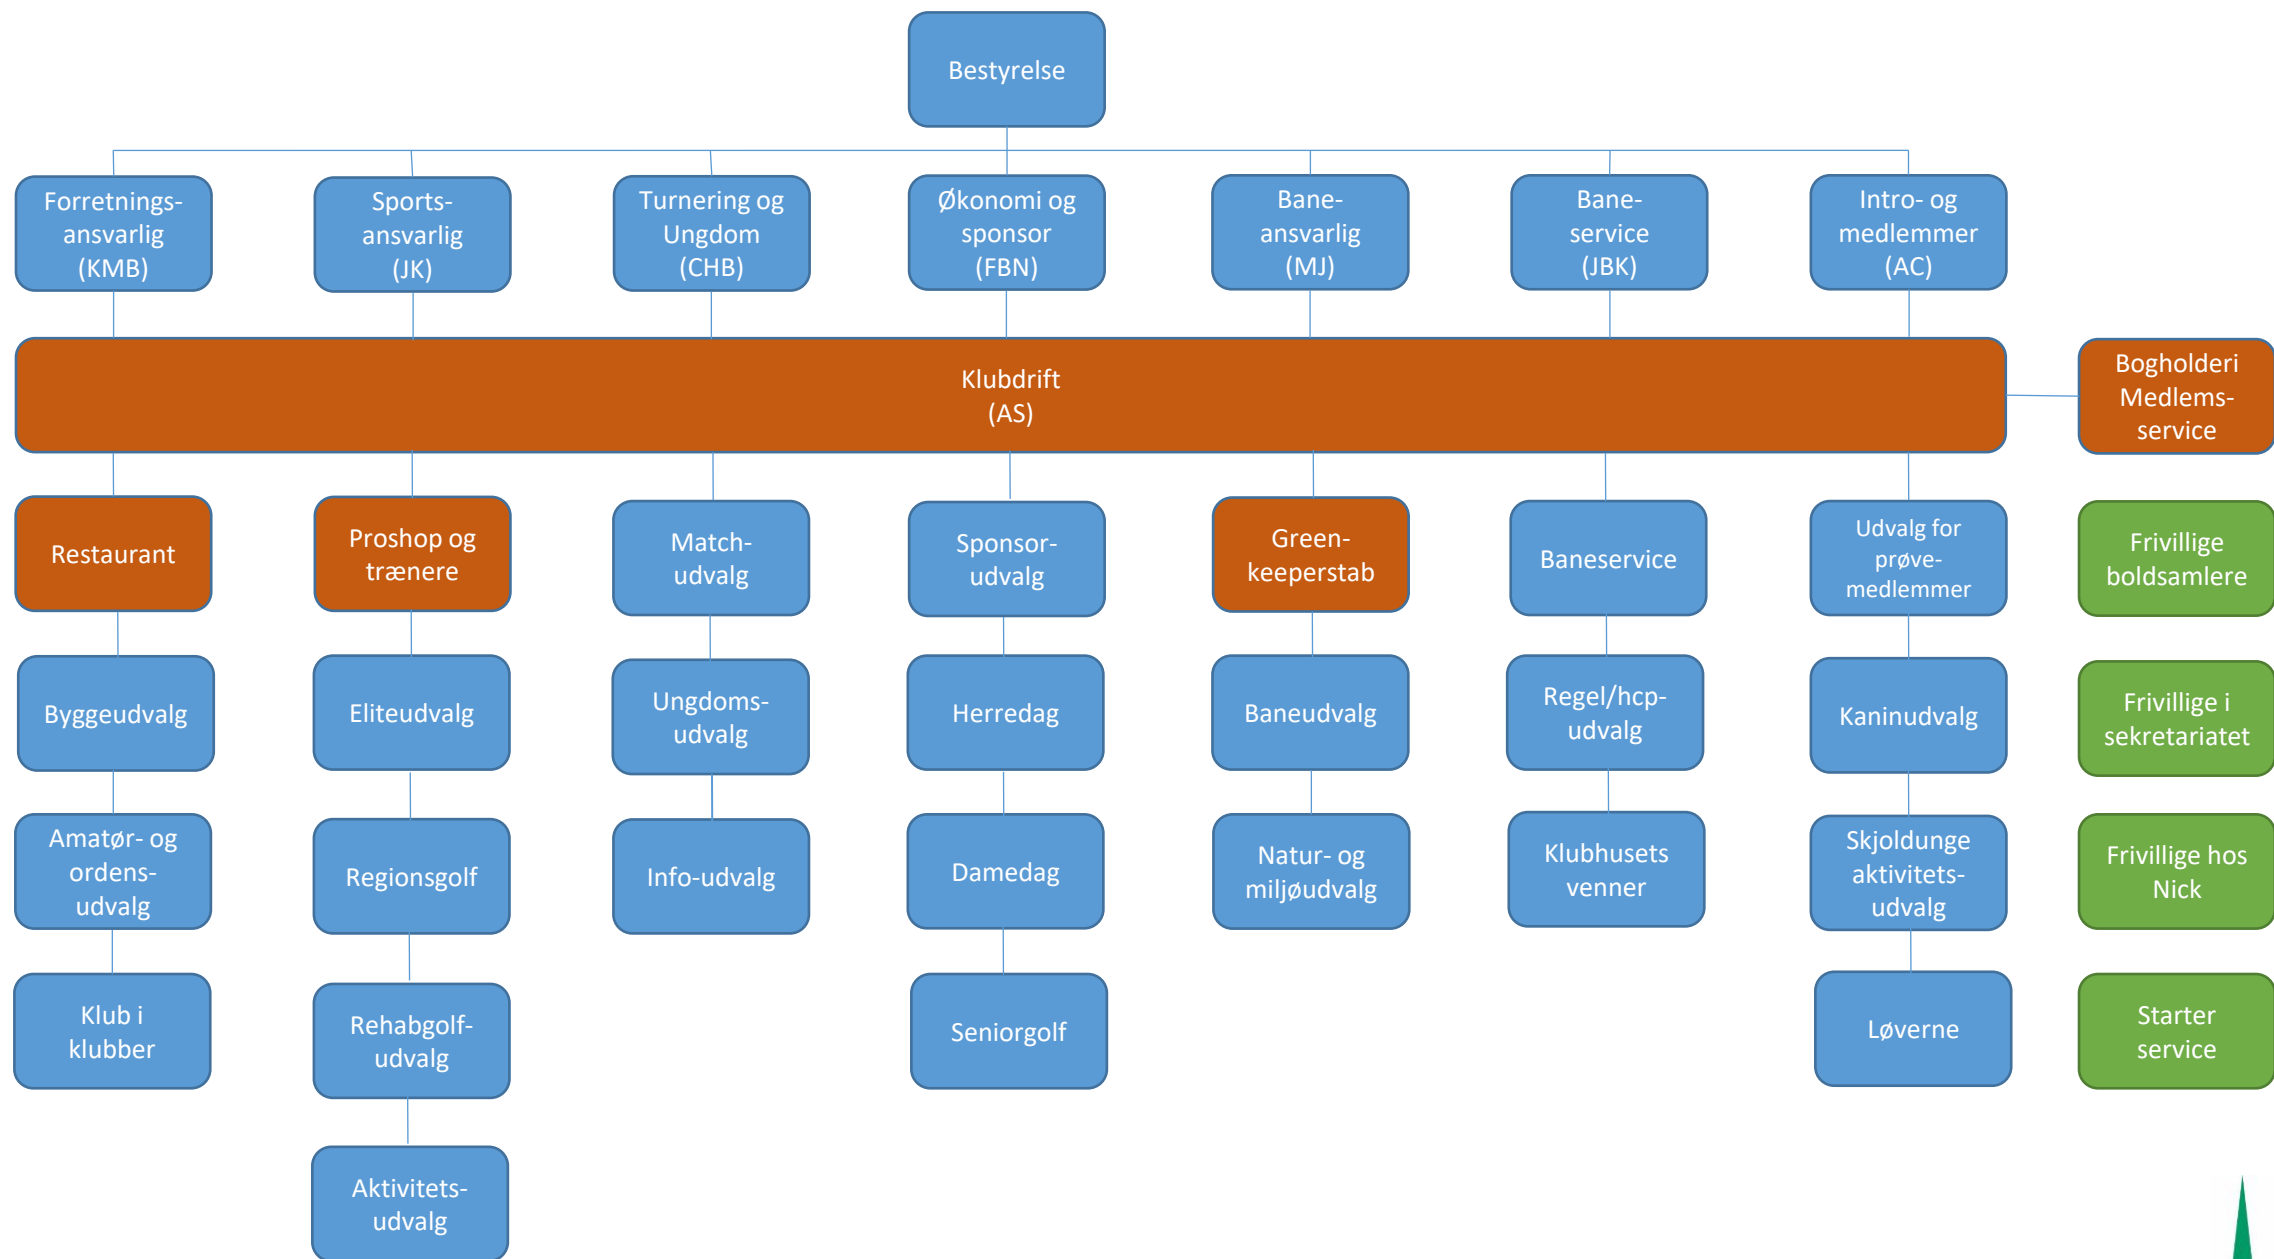 Bestyrelse
Forretnings-
ansvarlig
(KMB)
Sports-
ansvarlig
(JK)
Turnering og
Ungdom
(CHB)
Økonomi og
sponsor
(FBN)
Bane-
ansvarlig
(MJ)
Bane-
service
(JBK)
Intro- og
medlemmer
(AC)
Klubdrift
(AS)
Bogholderi
Medlems-
service
Restaurant
Proshop og
trænere
Match-
udvalg
Sponsor-
udvalg
Green-
keeperstab
Baneservice
Udvalg for
prøve-
medlemmer
Frivillige
boldsamlere
Byggeudvalg
Eliteudvalg
Ungdoms-
udvalg
Herredag
Baneudvalg
Regel/hcp-
udvalg
Kaninudvalg
Frivillige i
sekretariatet
Amatør- og
ordens-
udvalg
Regionsgolf
Info-udvalg
Damedag
Natur- og
miljøudvalg
Klubhusets
venner
Skjoldunge
aktivitets-
udvalg
Frivillige hos
Nick
Klub i
klubber
Rehabgolf-
udvalg
Seniorgolf
Løverne
Starter
service
Aktivitets-
udvalg